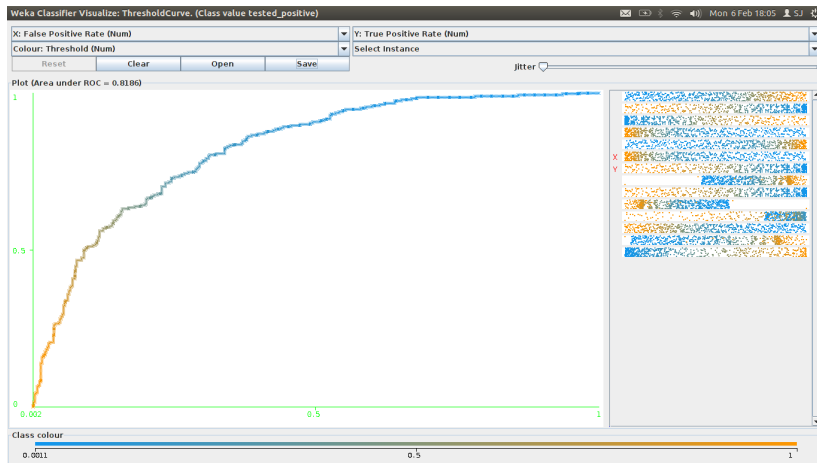 Weka Classifier Visualize: ThresholdCurve. (Class value tested_positive) Mon 6 Feb 18:05 SJ
X: False Positive Rate (Num) Y: True Positive Rate (Num)
Colour: Threshold (Num) Select Instance
Reset Clear Open Save Jitter
Plot (Area under ROC = 0.8186)
1
X
Y
0.5
0
0.002 0.5 1
Class colour
0.0011 0.5 1